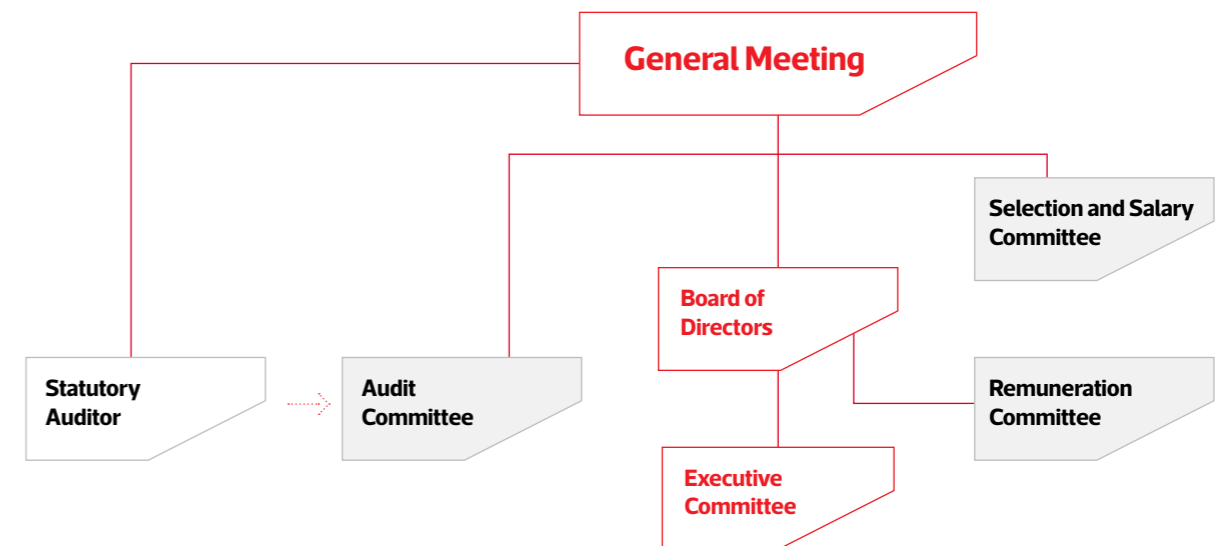 General Meeting
Selection and Salary
Committee
Board of
Directors
Statutory
Auditor
Audit
Committee
Remuneration
Committee
Executive
Committee